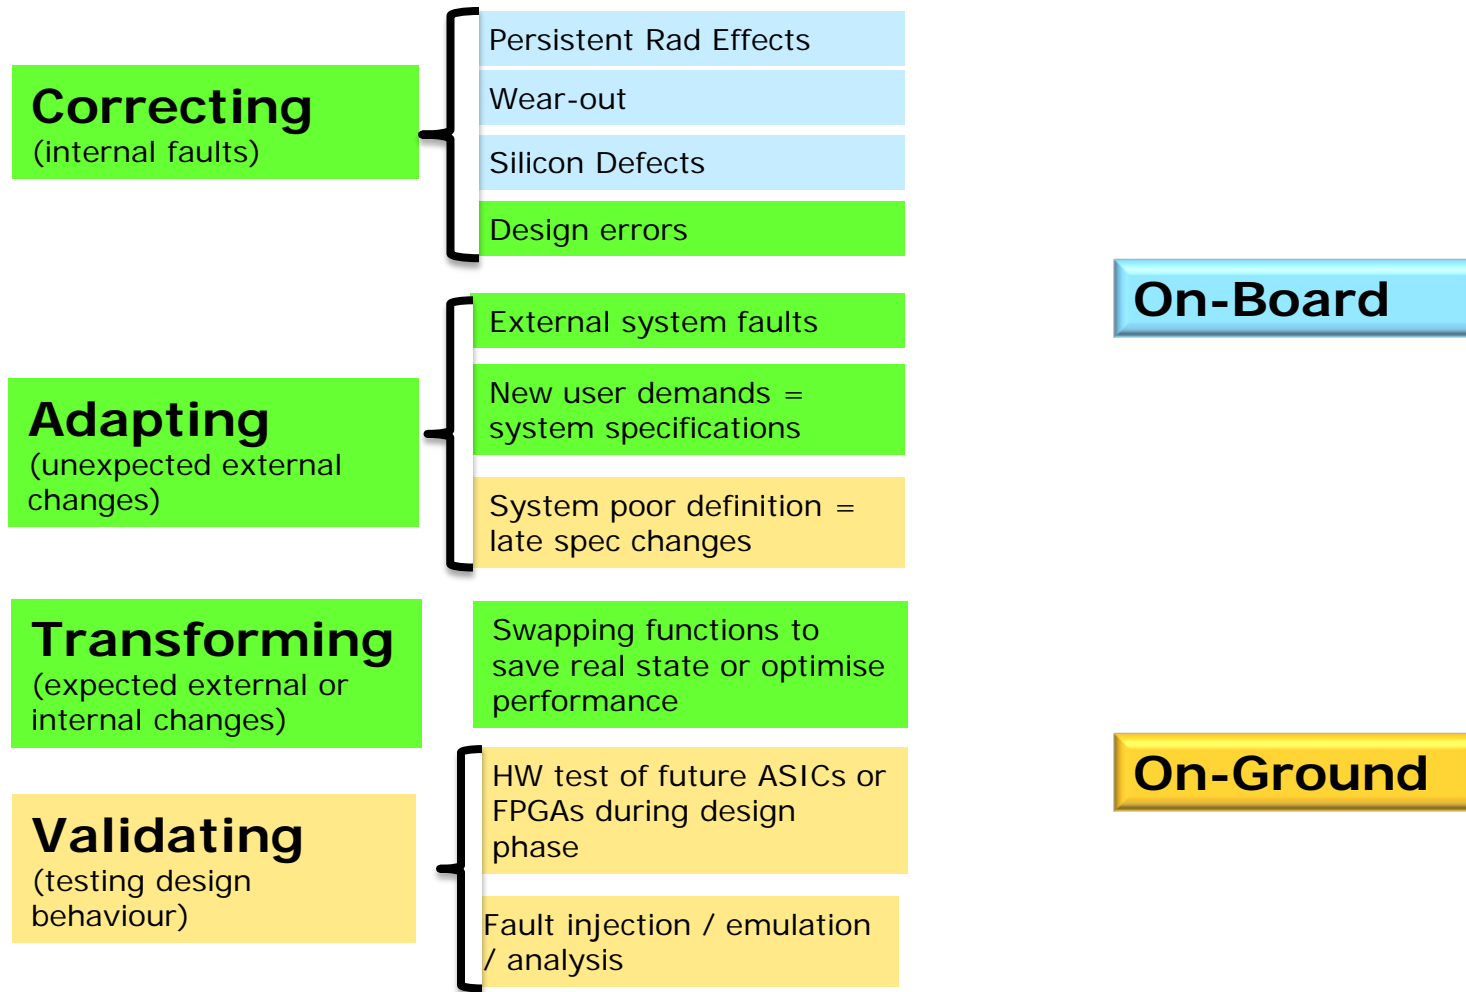 Correcting
(internal faults)
Persistent Rad Effects
Wear-out
Silicon Defects
Design errors
Adapting
(unexpected external
changes)
External system faults
New user demands =
system specifications
System poor definition =
late spec changes
Transforming
(expected external or
internal changes)
Swapping functions to
save real state or optimise
performance
Validating
(testing design
behaviour)
HW test of future ASICs or
FPGAs during design
phase
Fault injection / emulation
/ analysis
On-Board
On-Ground